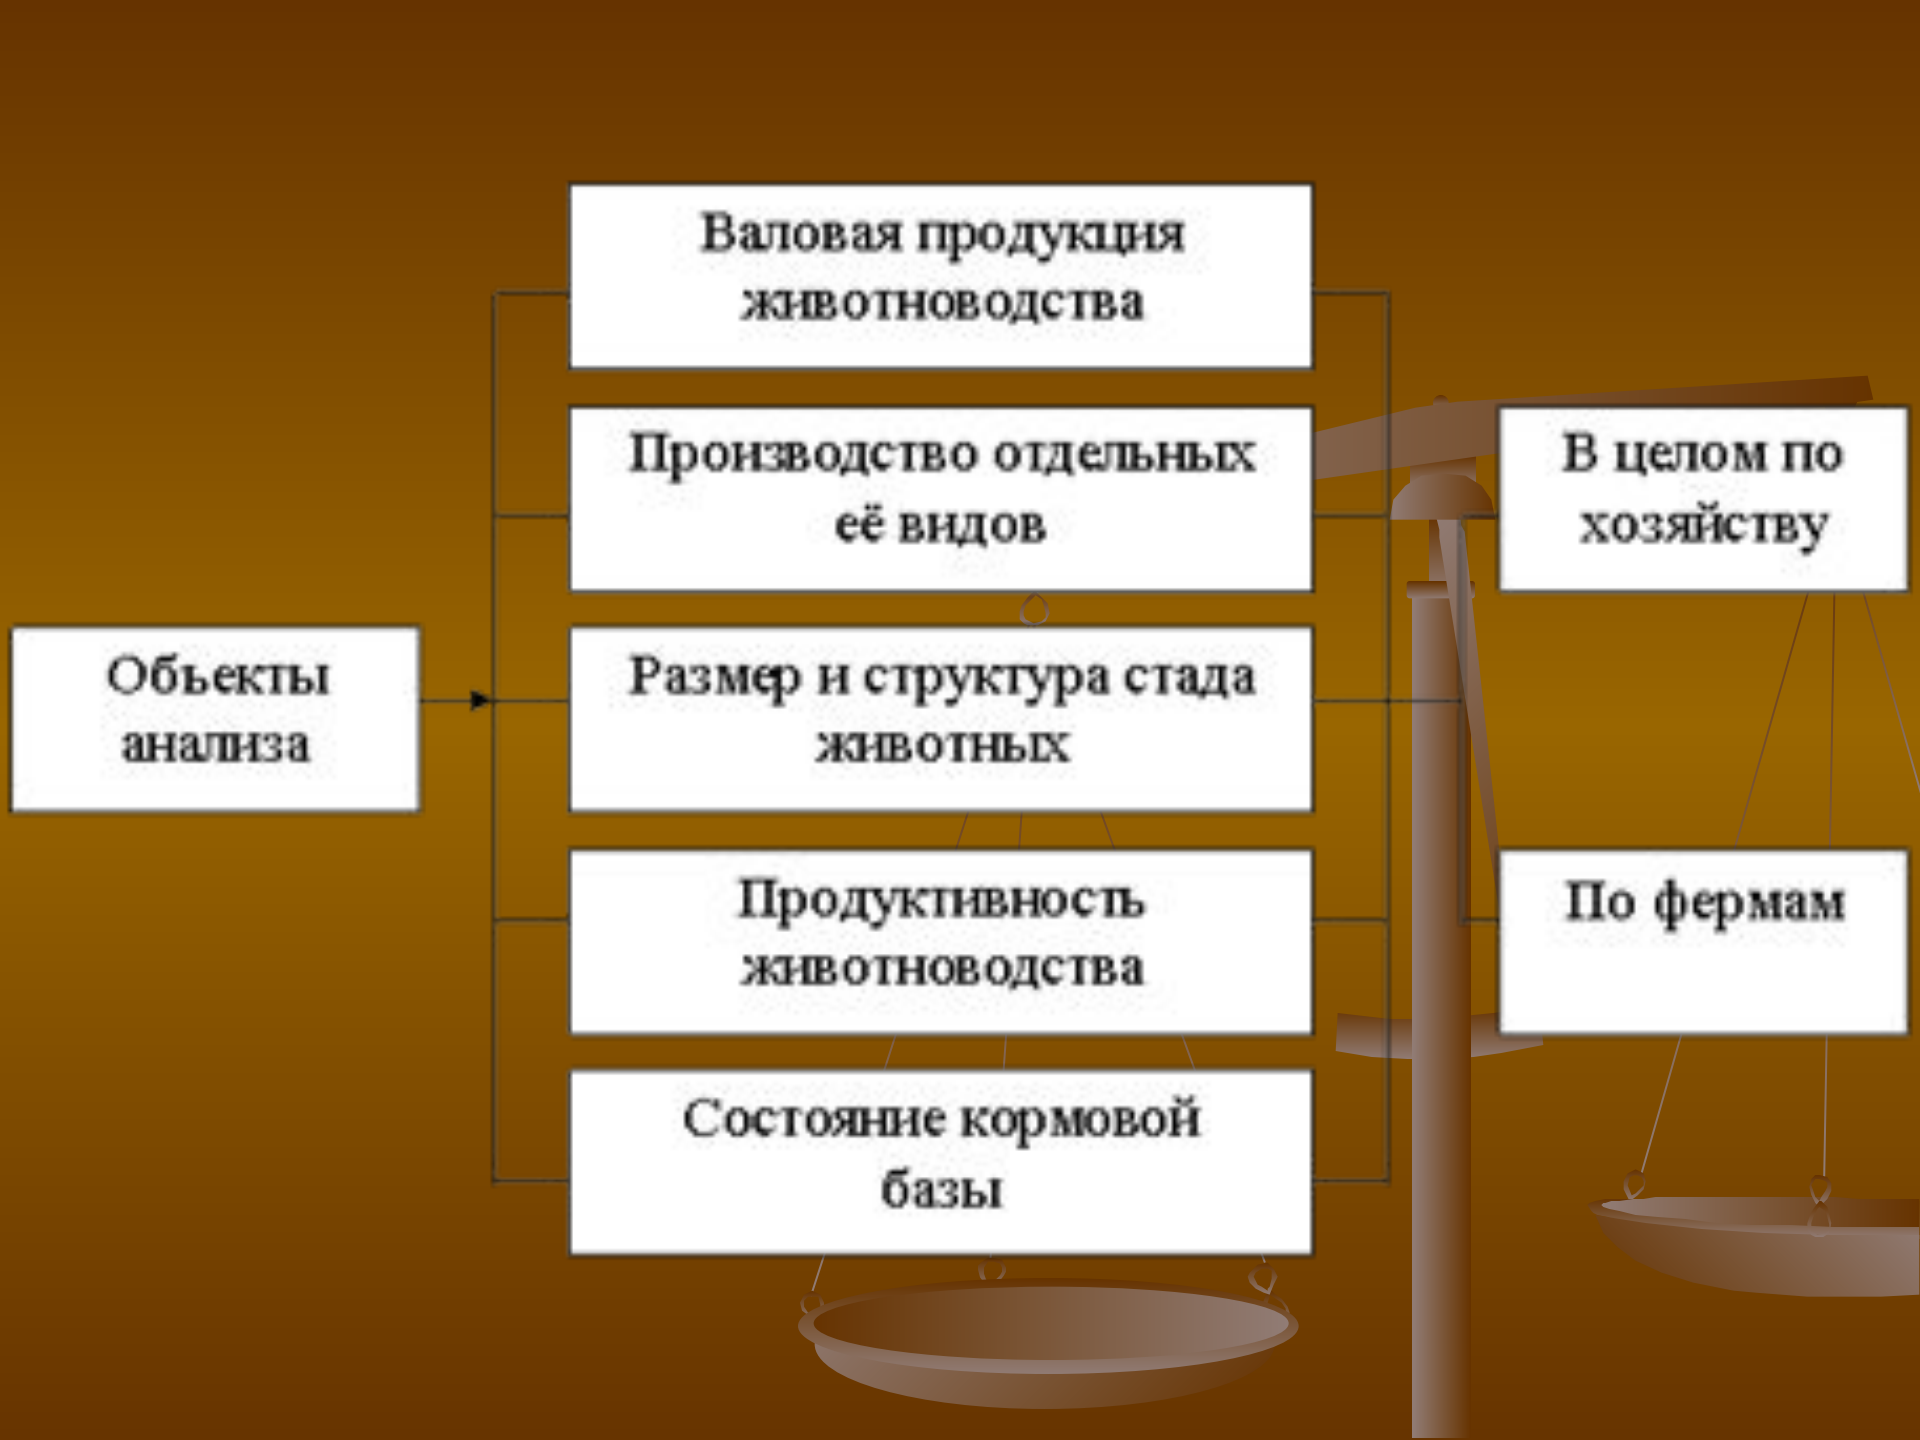 Валовая продукция
животноводства
Производство отдельных
её видов
В целом по
хозяйству
Объекты
анализа
Размер и структура стада
животных
Продуктивность
животноводства
По фермам
Состояние кормовой
базы